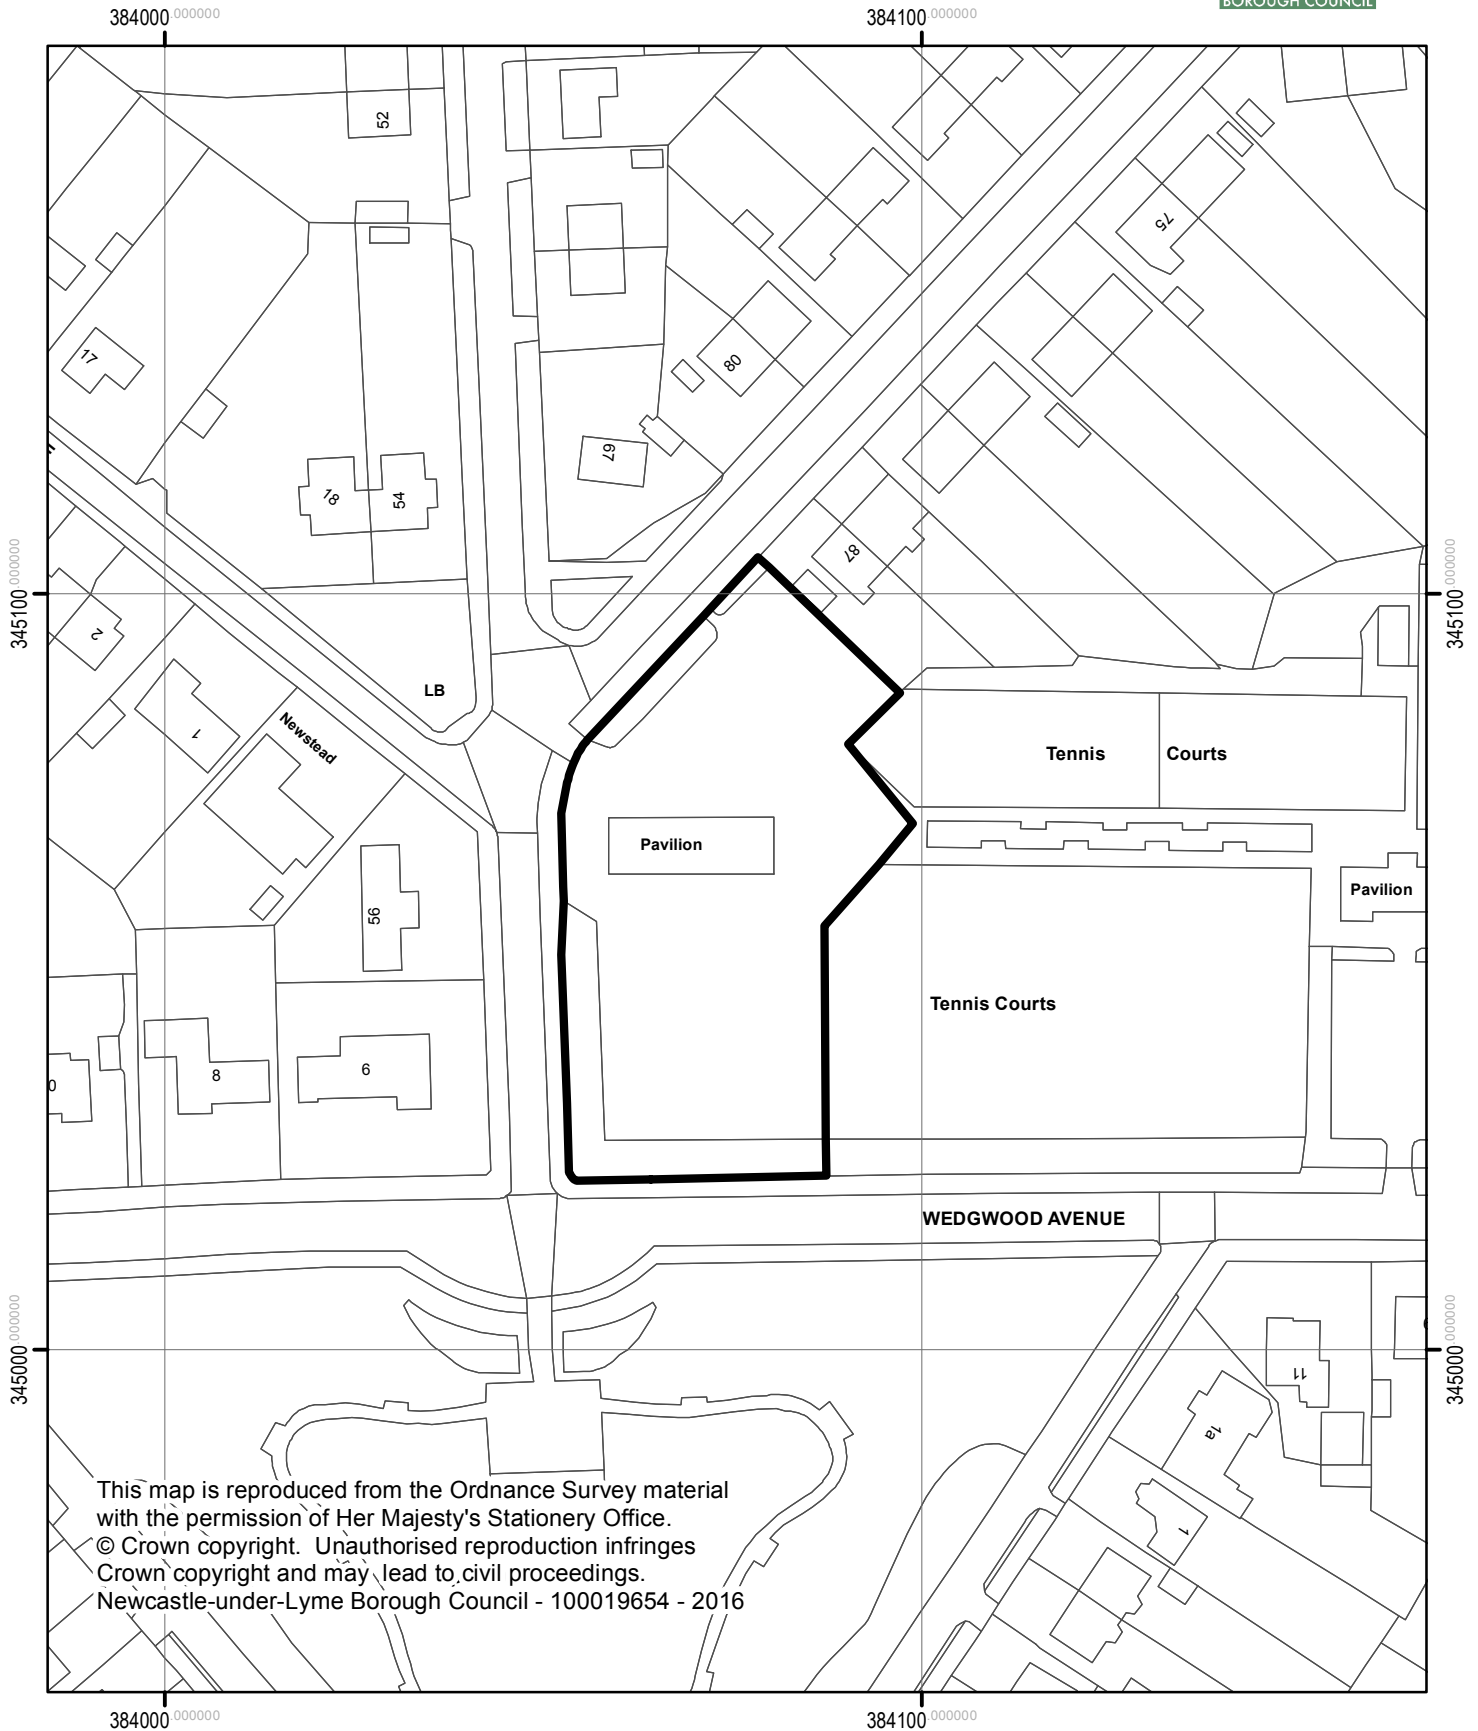 BOROUGH COUNCIL
384000.000000
384100.000000
52
75
17
80
67
18
54
87
345100.000000
345100.000000
2
LB
1
Newstead
Tennis Courts
Pavilion
Pavilion
56
Tennis Courts
8
6
0
WEDGWOOD AVENUE
345000.000000
345000.000000
11
1a
1
This map is reproduced from the Ordnance Survey material
with the permission of Her Majesty's Stationery Office.
© Crown copyright. Unauthorised reproduction infringes
Crown copyright and may lead to civil proceedings.
Newcastle-under-Lyme Borough Council - 100019654 - 2016
384000.000000
384100.000000